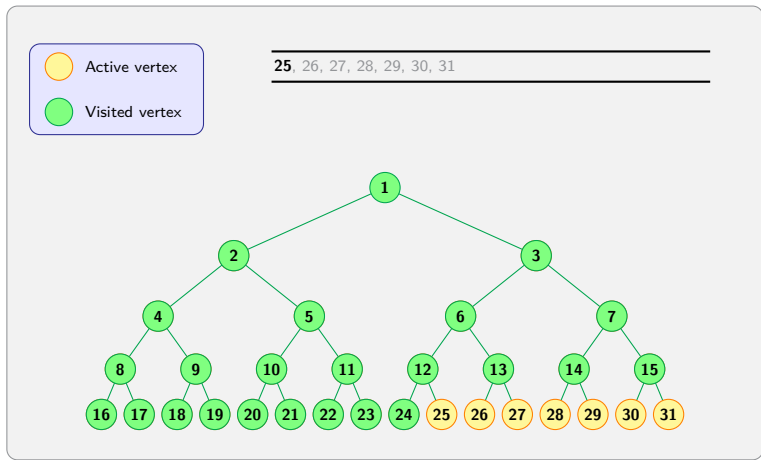 Active vertex
25, 26, 27, 28, 29, 30, 31
Visited vertex
1
2 3
4 5 6 7
8 9 10 11 12 13 14 15
16 17 18 19 20 21 22 23 24 25 26 27 28 29 30 31